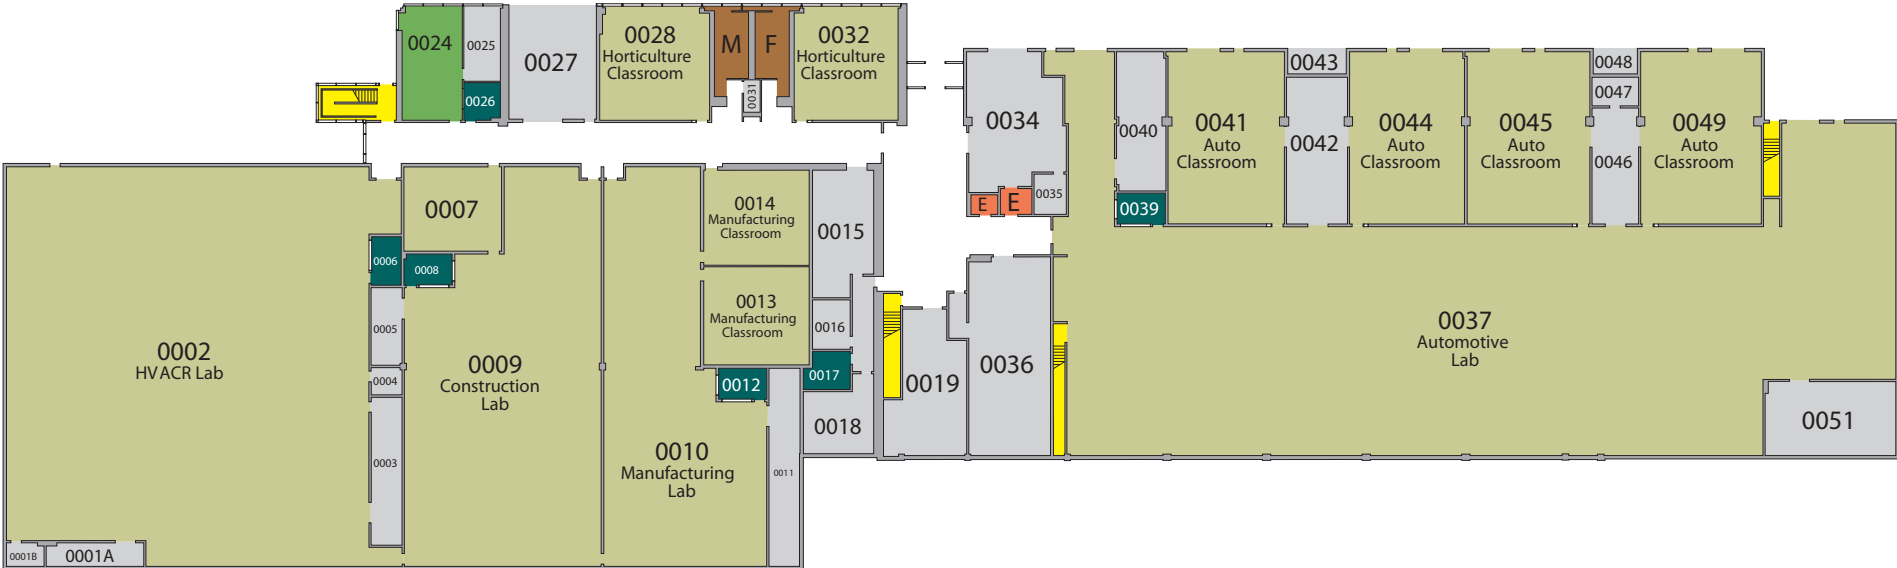 0024
0025
0026
0027
0028
Horticulture
Classroom
M
F
0031
0032
Horticulture
Classroom
0034
0035
E
E
0040
0039
0041
Auto
Classroom
0043
0042
0044
Auto
Classroom
0045
Auto
Classroom
0048
0047
0046
0049
Auto
Classroom
0007
0006
0008
0005
0004
0003
0002
HVACR Lab
0001B
0001A
0009
Construction
Lab
0014
Manufacturing
Classroom
0013
Manufacturing
Classroom
0015
0016
0017
0012
0018
0011
0010
Manufacturing
Lab
0019
0036
0037
Automotive
Lab
0051